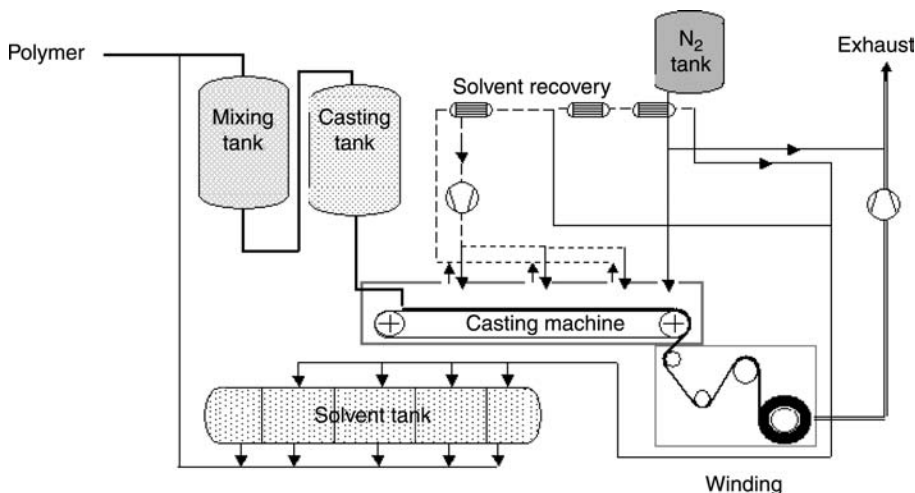 Polymer
Mixing
tank
Casting
tank
Solvent recovery
N₂
tank
Exhaust
Casting machine
Solvent tank
Winding